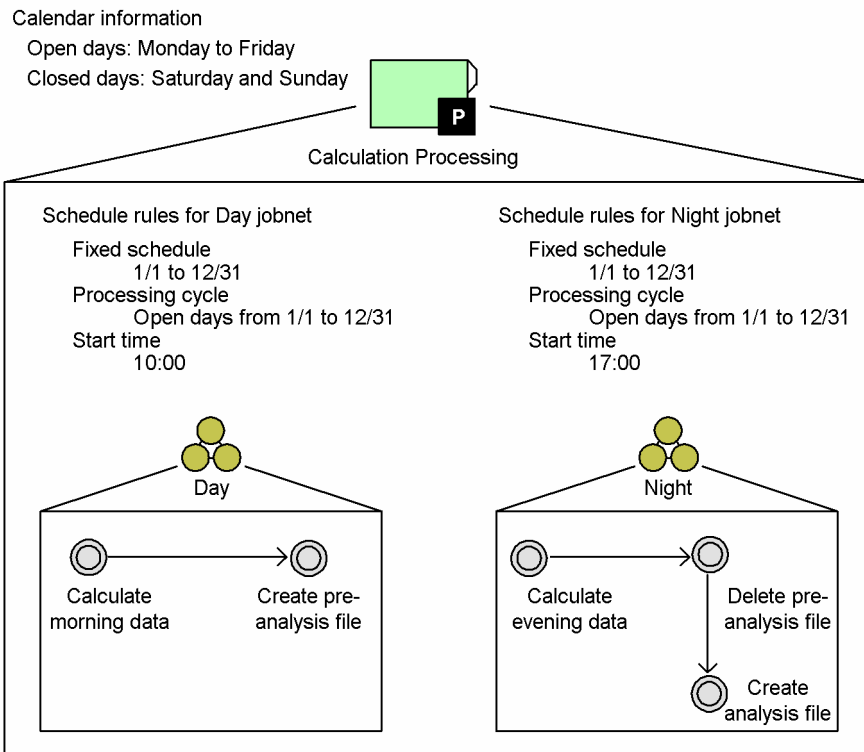 Calendar information
Open days: Monday to Friday
Closed days: Saturday and Sunday
P
Calculation Processing
Schedule rules for Day jobnet
Fixed schedule
1/1 to 12/31
Processing cycle
Open days from 1/1 to 12/31
Start time
10:00
Schedule rules for Night jobnet
Fixed schedule
1/1 to 12/31
Processing cycle
Open days from 1/1 to 12/31
Start time
17:00
Day
Calculate
morning data
Create pre-
analysis file
Night
Calculate
evening data
Delete pre-
analysis file
Create
analysis file